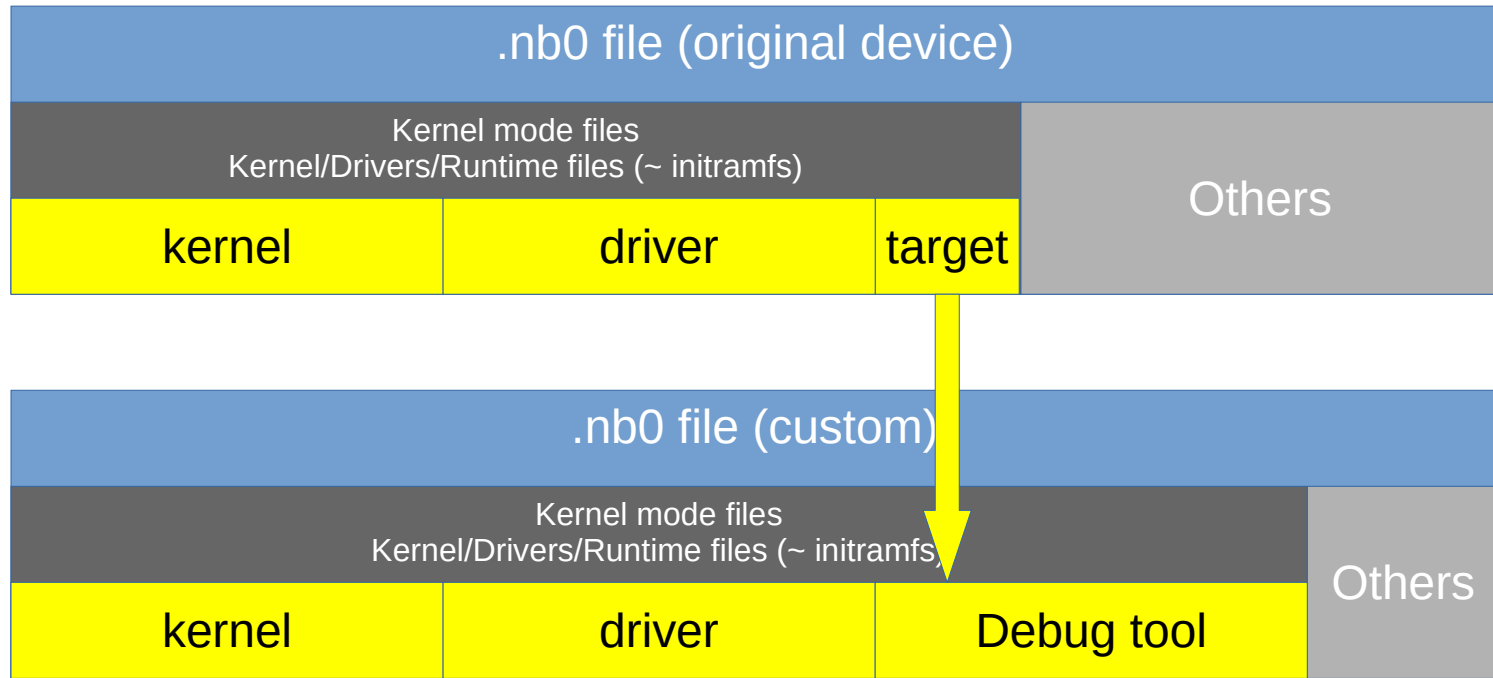 .nb0 file (original device)
Kernel mode files
Kernel/Drivers/Runtime files (~ initramfs)
Others
kernel
driver
target
.nb0 file (custom)
Kernel mode files
Kernel/Drivers/Runtime files (~ initramfs)
Others
kernel
driver
Debug tool